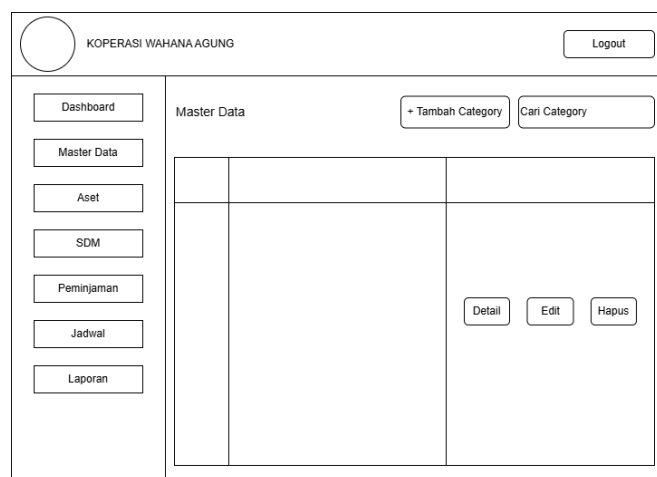 KOPERASI WAHANA AGUNG
Logout
Dashboard
Master Data
Aset
SDM
Peminjaman
Jadwal
Laporan
Master Data
+ Tambah Category
Cari Category
Detail
Edit
Hapus